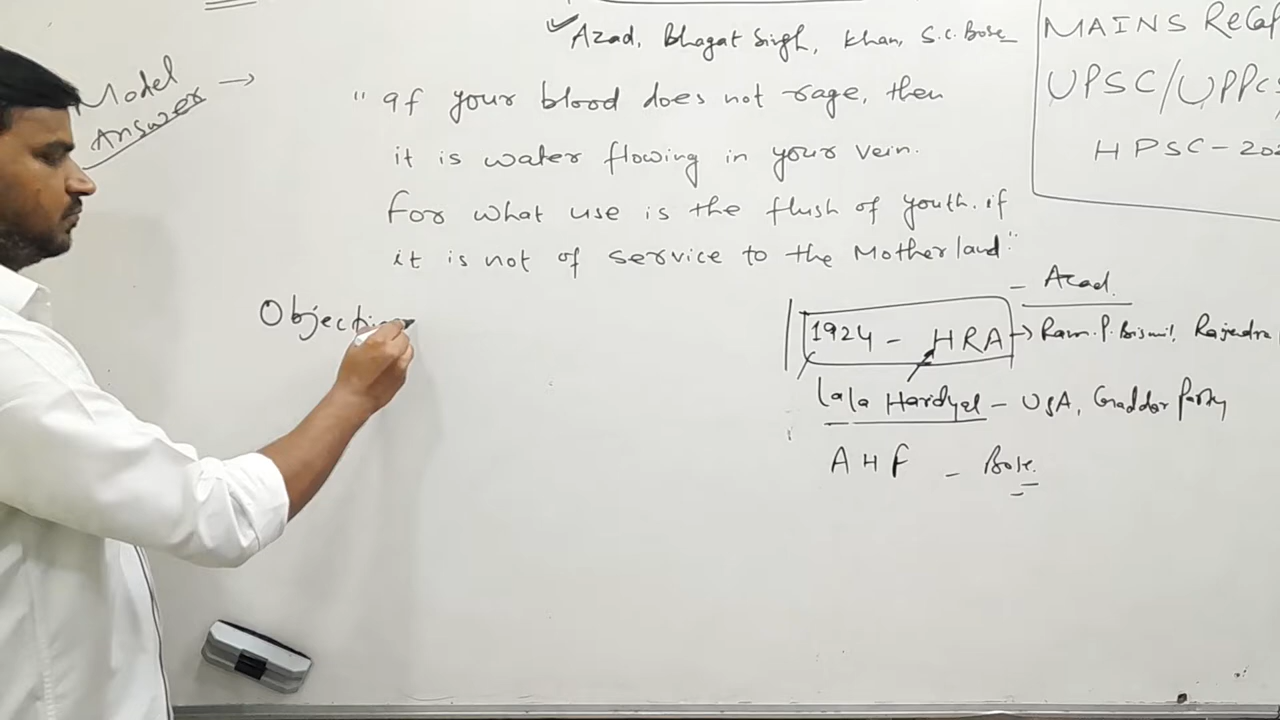 Azad, Bhagat Singh, Khan, S.C. Bose
MAINS ReCap
UPSC/UPPCS
HPSC - 202
Model
Answer →
"If your blood does not rage, then
it is water flowing in your vein.
For what use is the flush of youth. if
it is not of service to the Motherland"
Objective
- Azad.
1924 - HRA → Ram. P. Bismil, Rajendra
Lala Hardyal - USA, Gaddar Party
AHF - Bose.